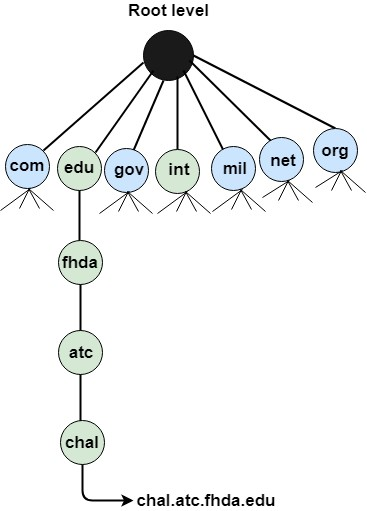 Root level
com edu gov int mil net org
fhda
atc
chal
chal.atc.fhda.edu